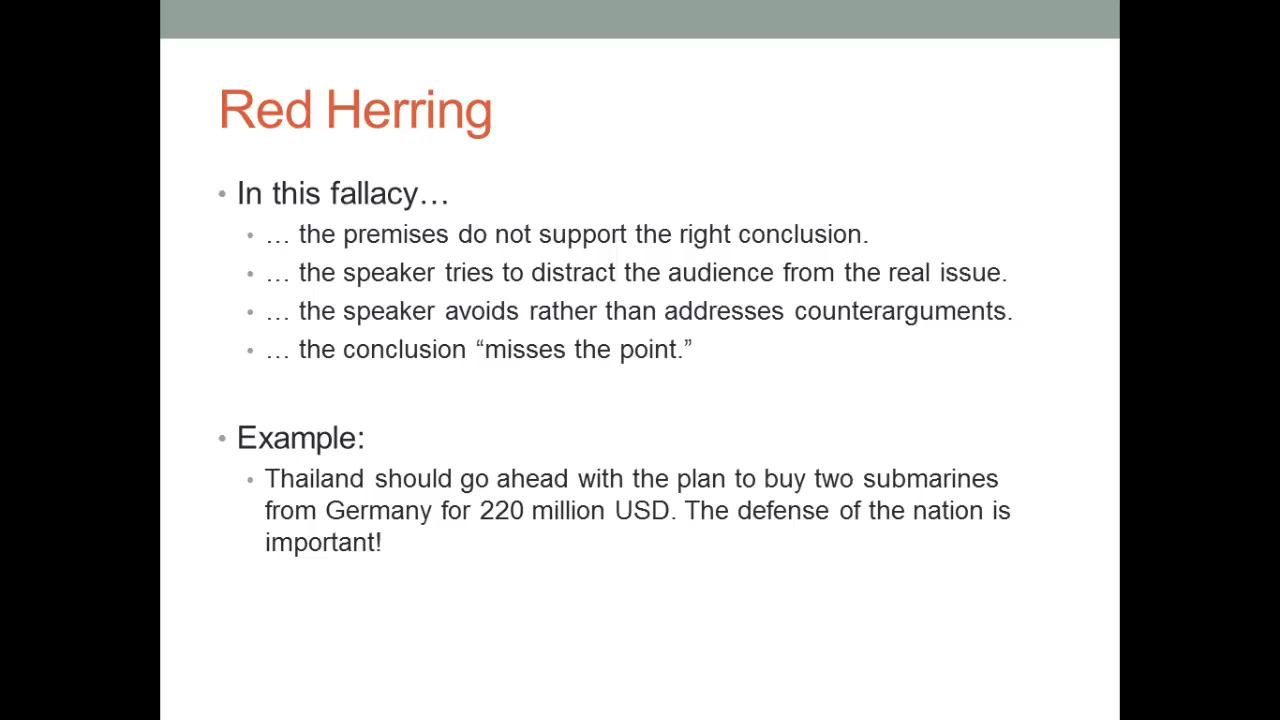 Red Herring
• In this fallacy…
• … the premises do not support the right conclusion.
• … the speaker tries to distract the audience from the real issue.
• … the speaker avoids rather than addresses counterarguments.
• … the conclusion “misses the point.”
• Example:
• Thailand should go ahead with the plan to buy two submarines
from Germany for 220 million USD. The defense of the nation is
important!